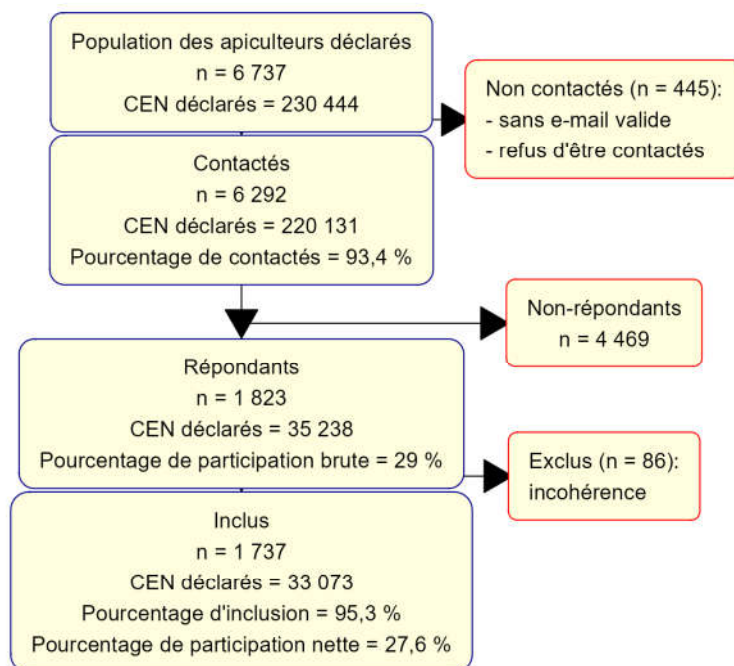 Population des apiculteurs déclarés
n = 6 737
CEN déclarés = 230 444
Non contactés (n = 445):
- sans e-mail valide
- refus d'être contactés
Contactés
n = 6 292
CEN déclarés = 220 131
Pourcentage de contactés = 93,4 %
Non-répondants
n = 4 469
Répondants
n = 1 823
CEN déclarés = 35 238
Pourcentage de participation brute = 29 %
Exclus (n = 86):
incohérence
Inclus
n = 1 737
CEN déclarés = 33 073
Pourcentage d'inclusion = 95,3 %
Pourcentage de participation nette = 27,6 %